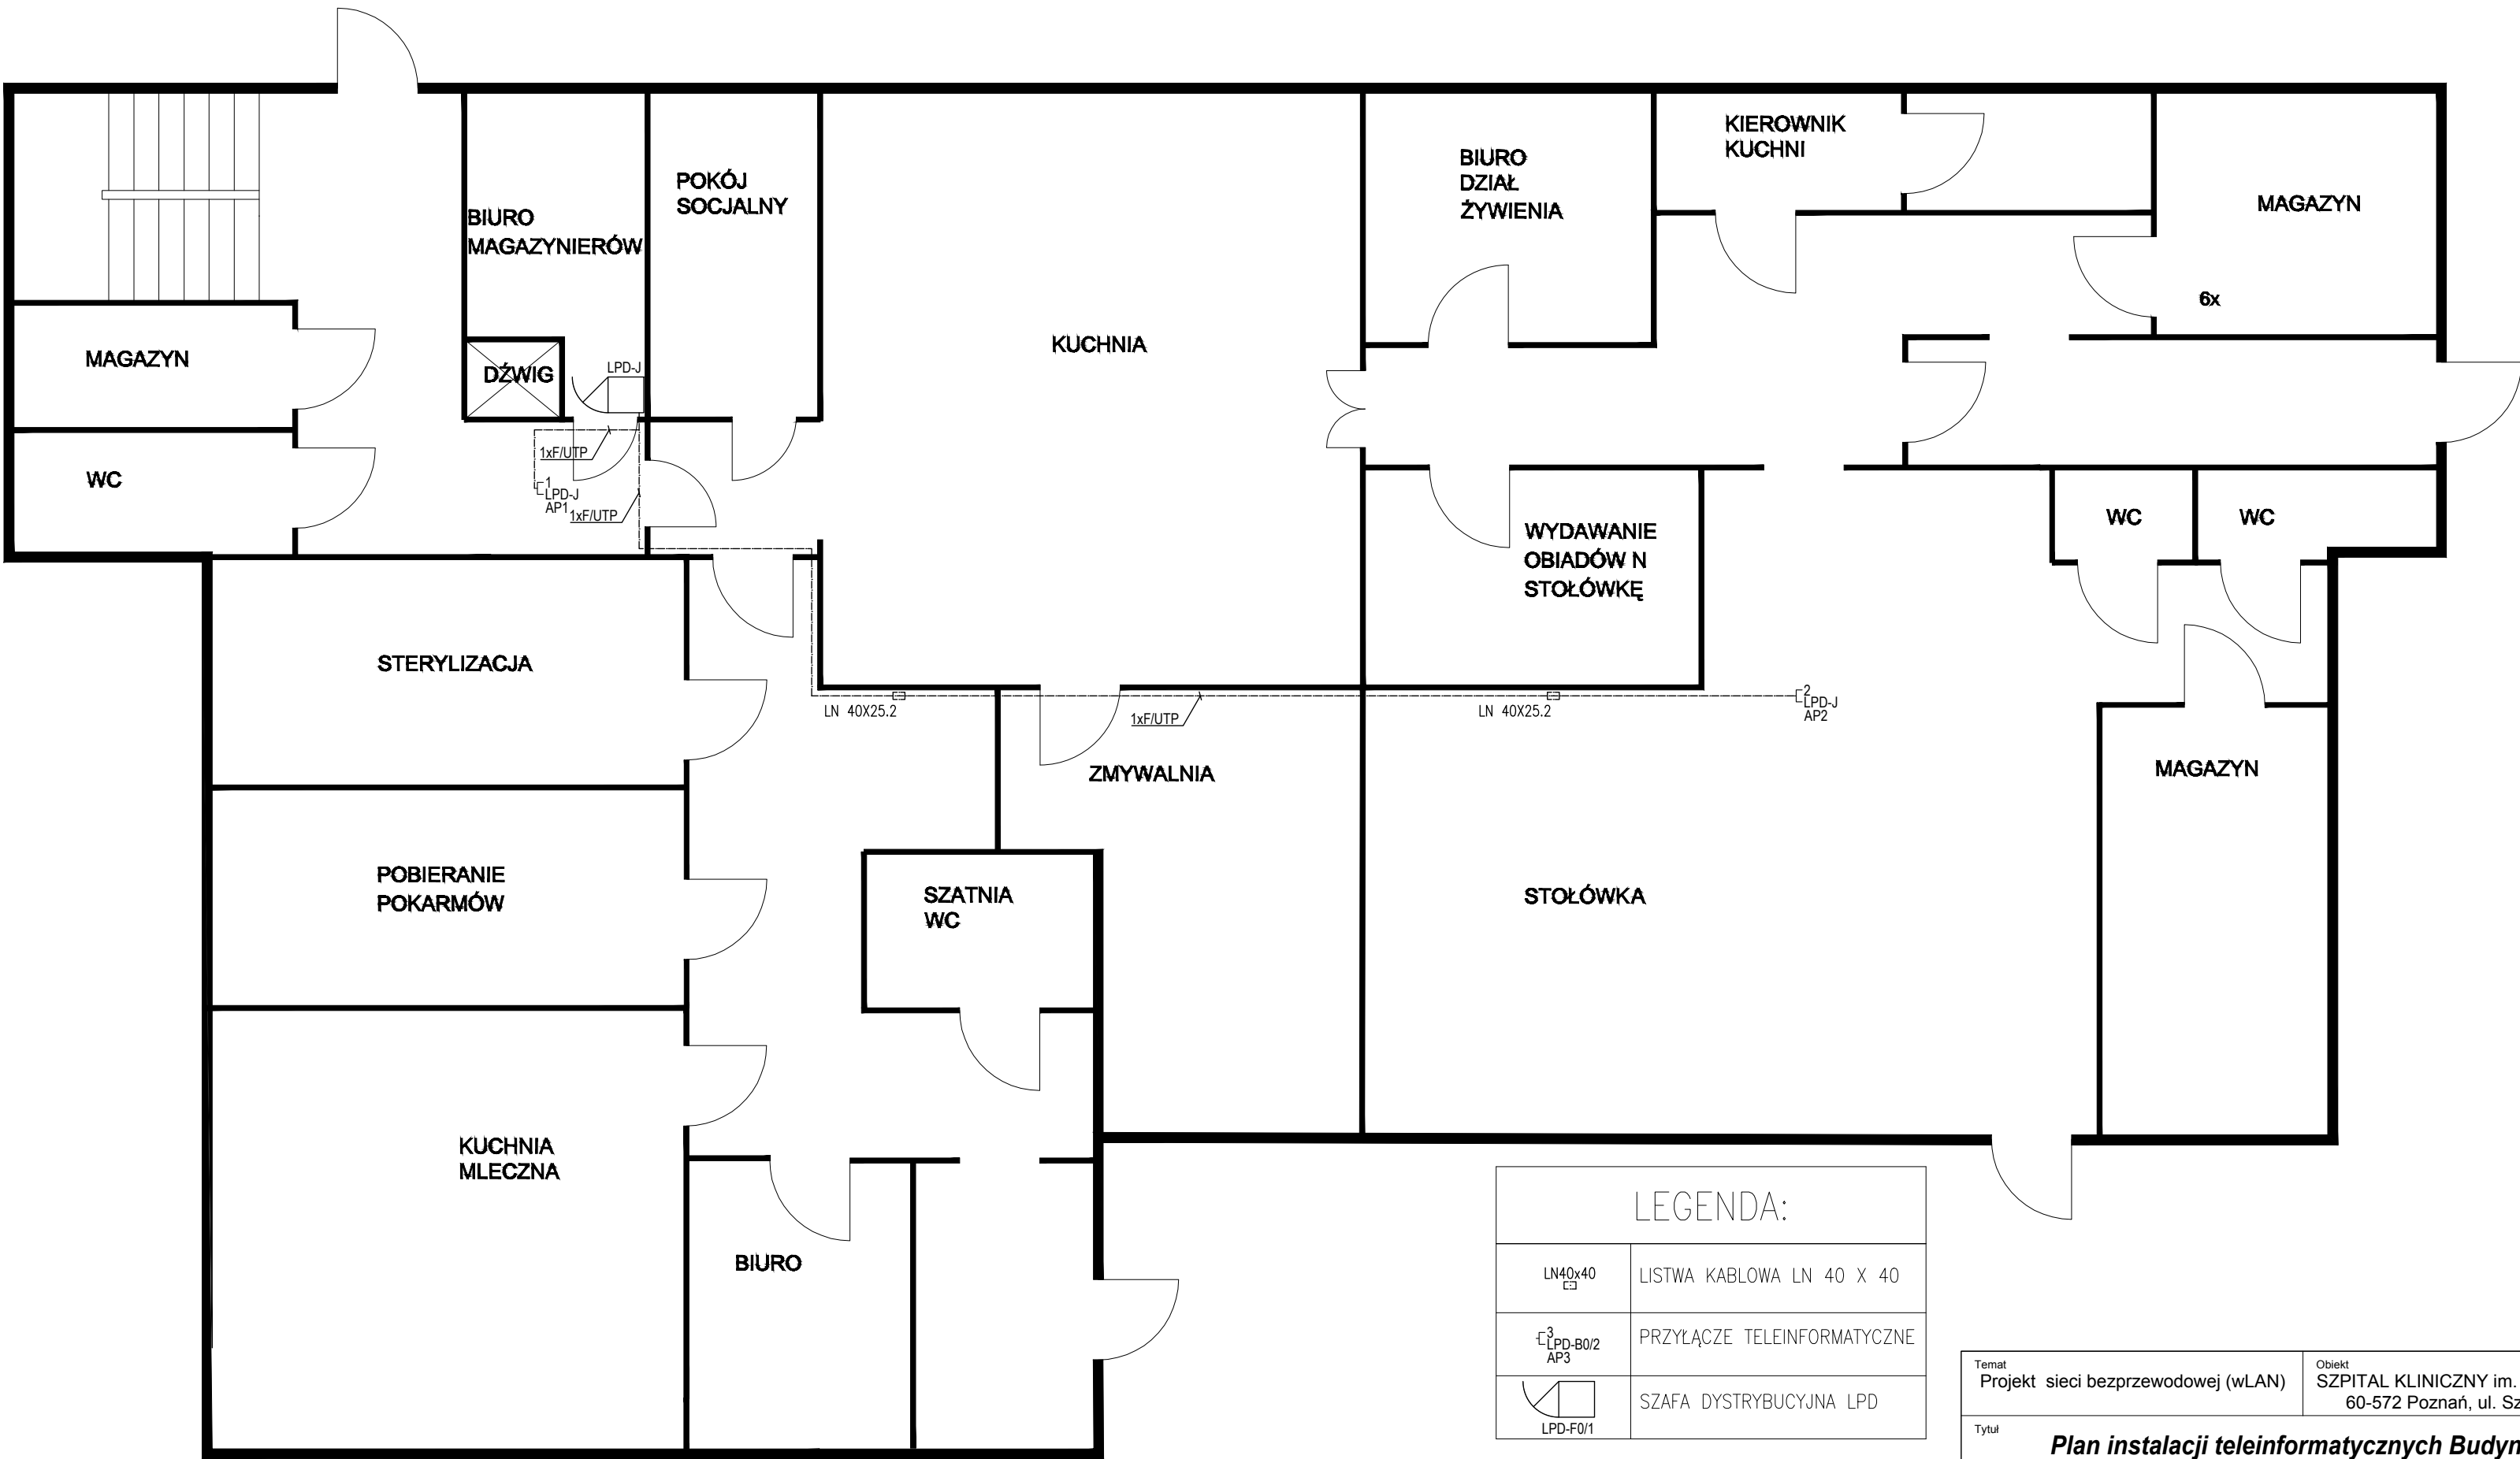 KIEROWNIK
KUCHNI
BIURO
DZIAŁ
ŻYWIENIA
POKÓJ
SOCJALNY
MAGAZYN
BIURO
MAGAZYNIERÓW
6x
KUCHNIA
MAGAZYN
DŹWIG
LPD-J
1xF/UTP
WC
1
LPD-J
AP1
1xF/UTP
WC
WC
WYDAWANIE
OBIADÓW N
STOŁÓWKĘ
STERYLIZACJA
LN 40X25.2
1xF/UTP
LN 40X25.2
2
LPD-J
AP2
ZMYWALNIA
MAGAZYN
POBIERANIE
POKARMÓW
SZATNIA
WC
STOŁÓWKA
KUCHNIA
MLECZNA
BIURO
LEGENDA:
LN40x40
LISTWA KABLOWA LN 40 X 40
3
LPD-B0/2
AP3
PRZYŁĄCZE TELEINFORMATYCZNE
LPD-F0/1
SZAFA DYSTRYBUCYJNA LPD
Temat
Projekt sieci bezprzewodowej (wLAN)
Obiekt
SZPITAL KLINICZNY im.
60-572 Poznań, ul. Sz
Tytuł
Plan instalacji teleinformatycznych Budyn